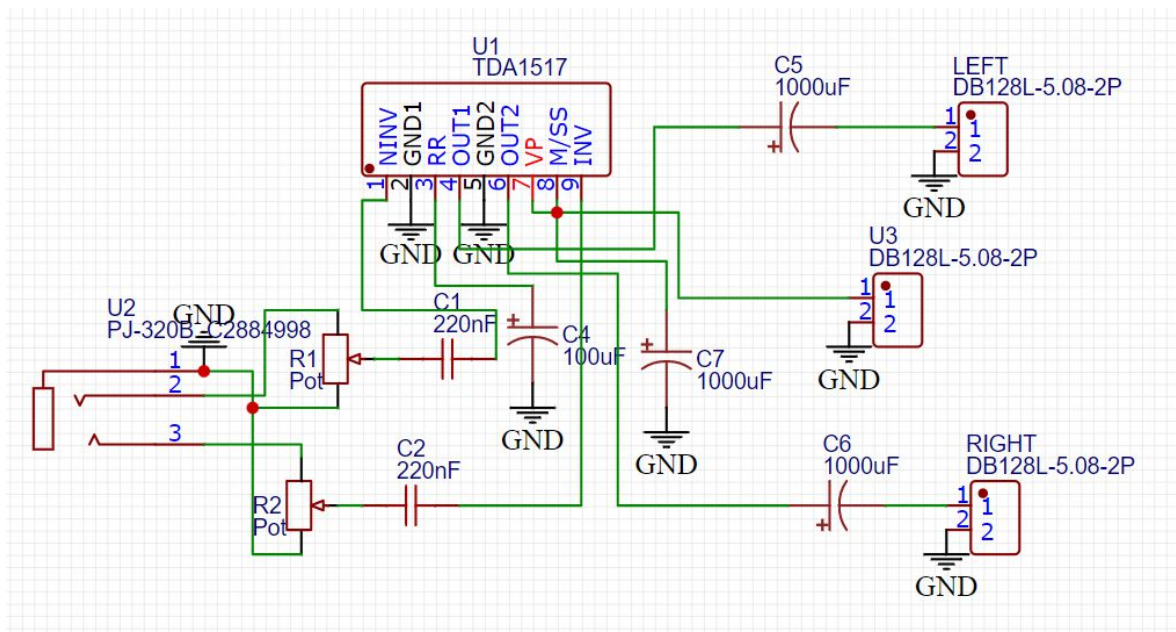 U1
TDA1517
NINV
GND1
RR
OUT1
GND2
OUT2
VP
M/SS
INV
1
2
3
4
5
6
7
8
9
GND
GND
C5
1000uF
LEFT
DB128L-5.08-2P
1
2
1
2
GND
U3
DB128L-5.08-2P
1
2
1
2
GND
U2
PJ-320B-C2884998
GND
1
2
3
R1
Pot
C1
220nF
C4
100uF
GND
C7
1000uF
GND
R2
Pot
C2
220nF
C6
1000uF
RIGHT
DB128L-5.08-2P
1
2
1
2
GND